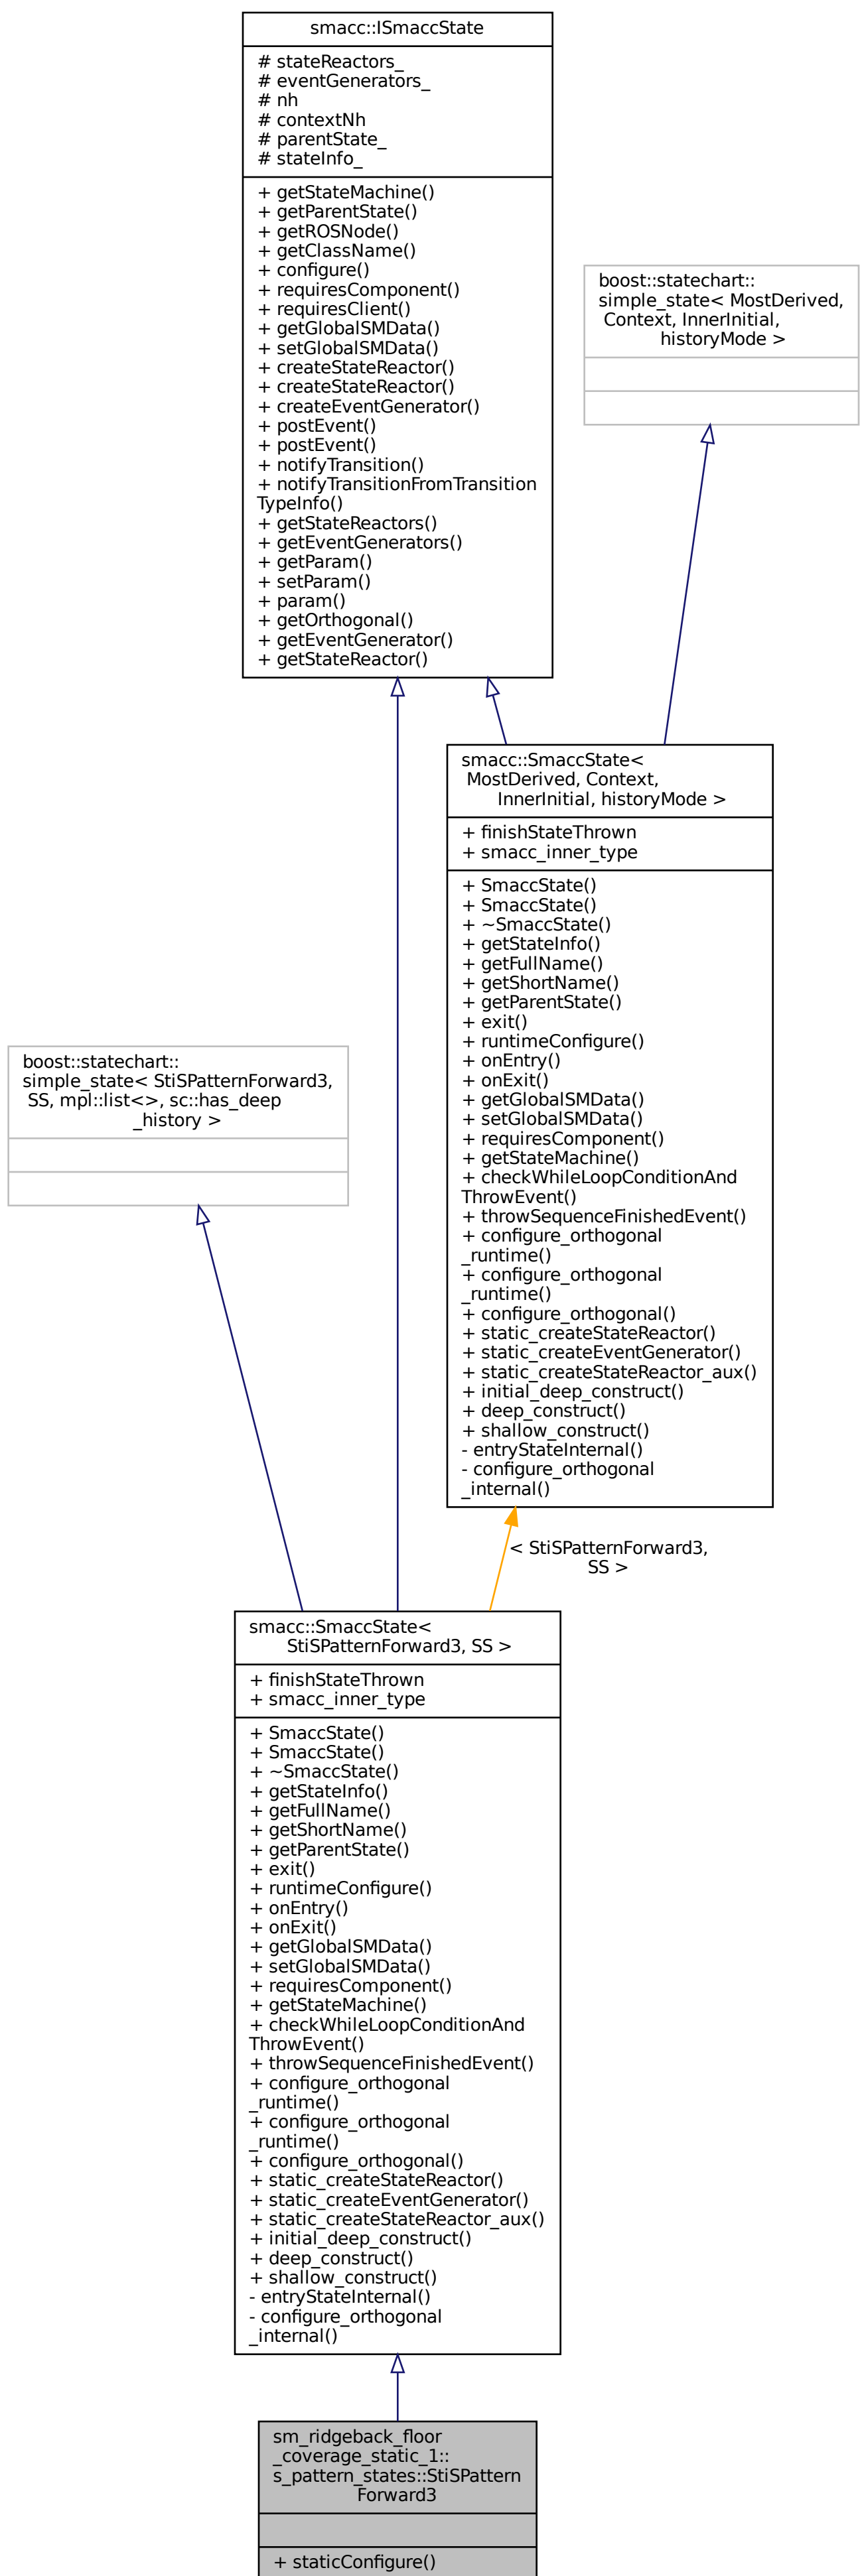 smacc::ISmaccState
# stateReactors_
# eventGenerators_
# nh
# contextNh
# parentState_
# stateInfo_
+ getStateMachine()
+ getParentState()
+ getROSNode()
+ getClassName()
+ configure()
+ requiresComponent()
+ requiresClient()
+ getGlobalSMData()
+ setGlobalSMData()
+ createStateReactor()
+ createStateReactor()
+ createEventGenerator()
+ postEvent()
+ postEvent()
+ notifyTransition()
+ notifyTransitionFromTransition
TypeInfo()
+ getStateReactors()
+ getEventGenerators()
+ getParam()
+ setParam()
+ param()
+ getOrthogonal()
+ getEventGenerator()
+ getStateReactor()
boost::statechart::
simple_state< MostDerived,
Context, InnerInitial,
historyMode >
smacc::SmaccState<
MostDerived, Context,
InnerInitial, historyMode >
+ finishStateThrown
+ smacc_inner_type
+ SmaccState()
+ SmaccState()
+ ~SmaccState()
+ getStateInfo()
+ getFullName()
+ getShortName()
+ getParentState()
+ exit()
+ runtimeConfigure()
+ onEntry()
+ onExit()
+ getGlobalSMData()
+ setGlobalSMData()
+ requiresComponent()
+ getStateMachine()
+ checkWhileLoopConditionAnd
ThrowEvent()
+ throwSequenceFinishedEvent()
+ configure_orthogonal
_runtime()
+ configure_orthogonal
_runtime()
+ configure_orthogonal()
+ static_createStateReactor()
+ static_createEventGenerator()
+ static_createStateReactor_aux()
+ initial_deep_construct()
+ deep_construct()
+ shallow_construct()
- entryStateInternal()
- configure_orthogonal
_internal()
boost::statechart::
simple_state< StiSPatternForward3,
SS, mpl::list<>, sc::has_deep
_history >
< StiSPatternForward3,
SS >
smacc::SmaccState<
StiSPatternForward3, SS >
+ finishStateThrown
+ smacc_inner_type
+ SmaccState()
+ SmaccState()
+ ~SmaccState()
+ getStateInfo()
+ getFullName()
+ getShortName()
+ getParentState()
+ exit()
+ runtimeConfigure()
+ onEntry()
+ onExit()
+ getGlobalSMData()
+ setGlobalSMData()
+ requiresComponent()
+ getStateMachine()
+ checkWhileLoopConditionAnd
ThrowEvent()
+ throwSequenceFinishedEvent()
+ configure_orthogonal
_runtime()
+ configure_orthogonal
_runtime()
+ configure_orthogonal()
+ static_createStateReactor()
+ static_createEventGenerator()
+ static_createStateReactor_aux()
+ initial_deep_construct()
+ deep_construct()
+ shallow_construct()
- entryStateInternal()
- configure_orthogonal
_internal()
sm_ridgeback_floor
_coverage_static_1::
s_pattern_states::StiSPattern
Forward3
+ staticConfigure()